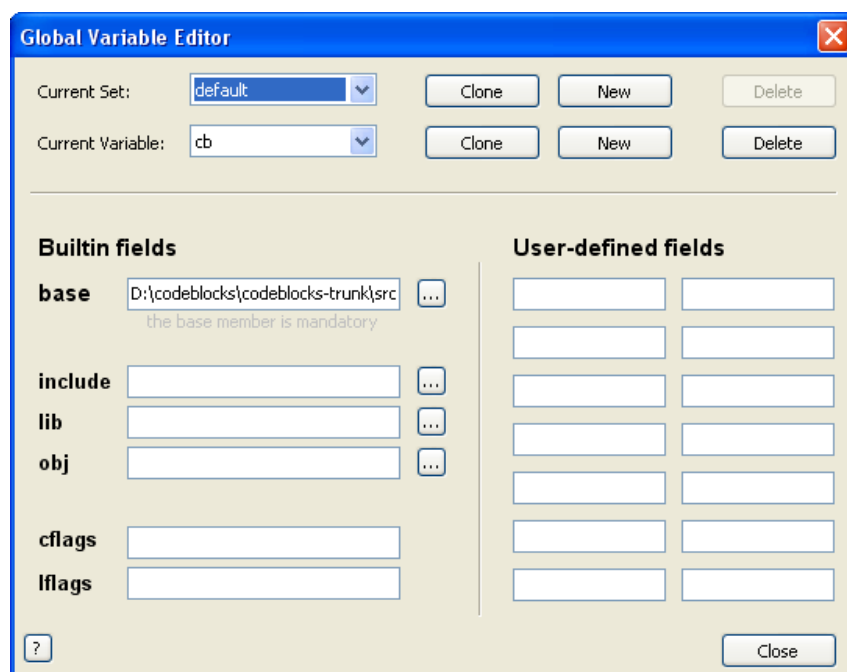 Global Variable Editor
Current Set: default Clone New Delete
Current Variable: cb Clone New Delete
Builtin fields
base D:\codeblocks\codeblocks-trunk\src ...
the base member is mandatory
include ...
lib ...
obj ...
cflags
lflags
User-defined fields
? Close